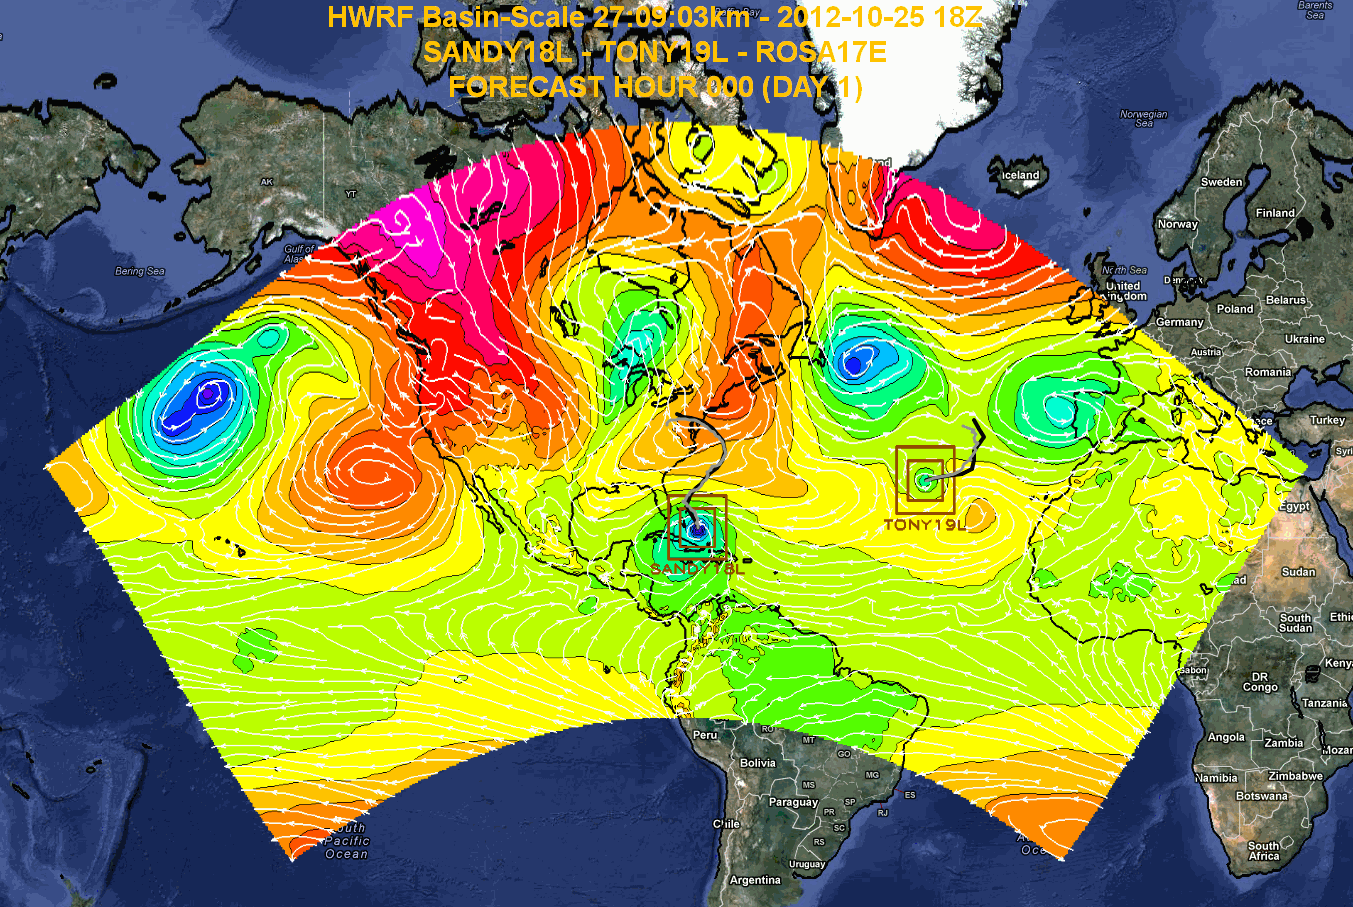 HWRF Basin-Scale 27:09:03km - 2012-10-25 18Z
SANDY18L - TONY19L - ROSA17E
FORECAST HOUR 000 (DAY 1)
Barents
Sea
Norwegian
Sea
Iceland
Sweden
Finland
Norway
AK
YT
Gulf of
Bering Sea
North Sea
United
Kingdom
Belarus
Poland
Germany
Ukraine
Austria
Romania
Turkey
Egypt
TONY19L
SANDY18L
Sudan
South
Sudan
Kenya
Gabon
DR
Congo
Tanzania
Peru
RO
MT
Angola
Zambia
GO
Bolivia
MG
Namibia
Zimbabwe
MS
ES
Botswana
Paraguay
SP
PR
RJ
Chile
SC
South
Pacific
Ocean
RS
South
Africa
Uruguay
Argentina